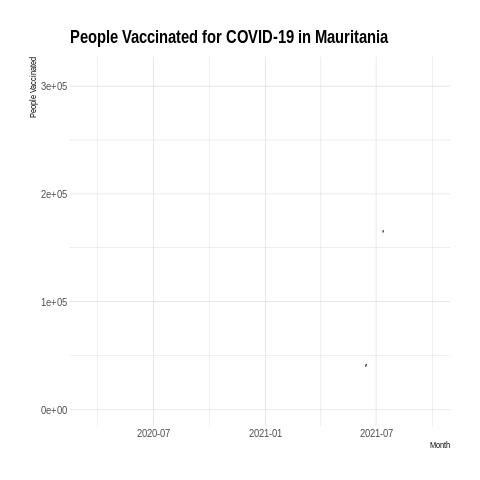 People Vaccinated for COVID-19 in Mauritania
People Vaccinated
3e+05
2e+05
1e+05
0e+00
2020-07
2021-01
2021-07
Month